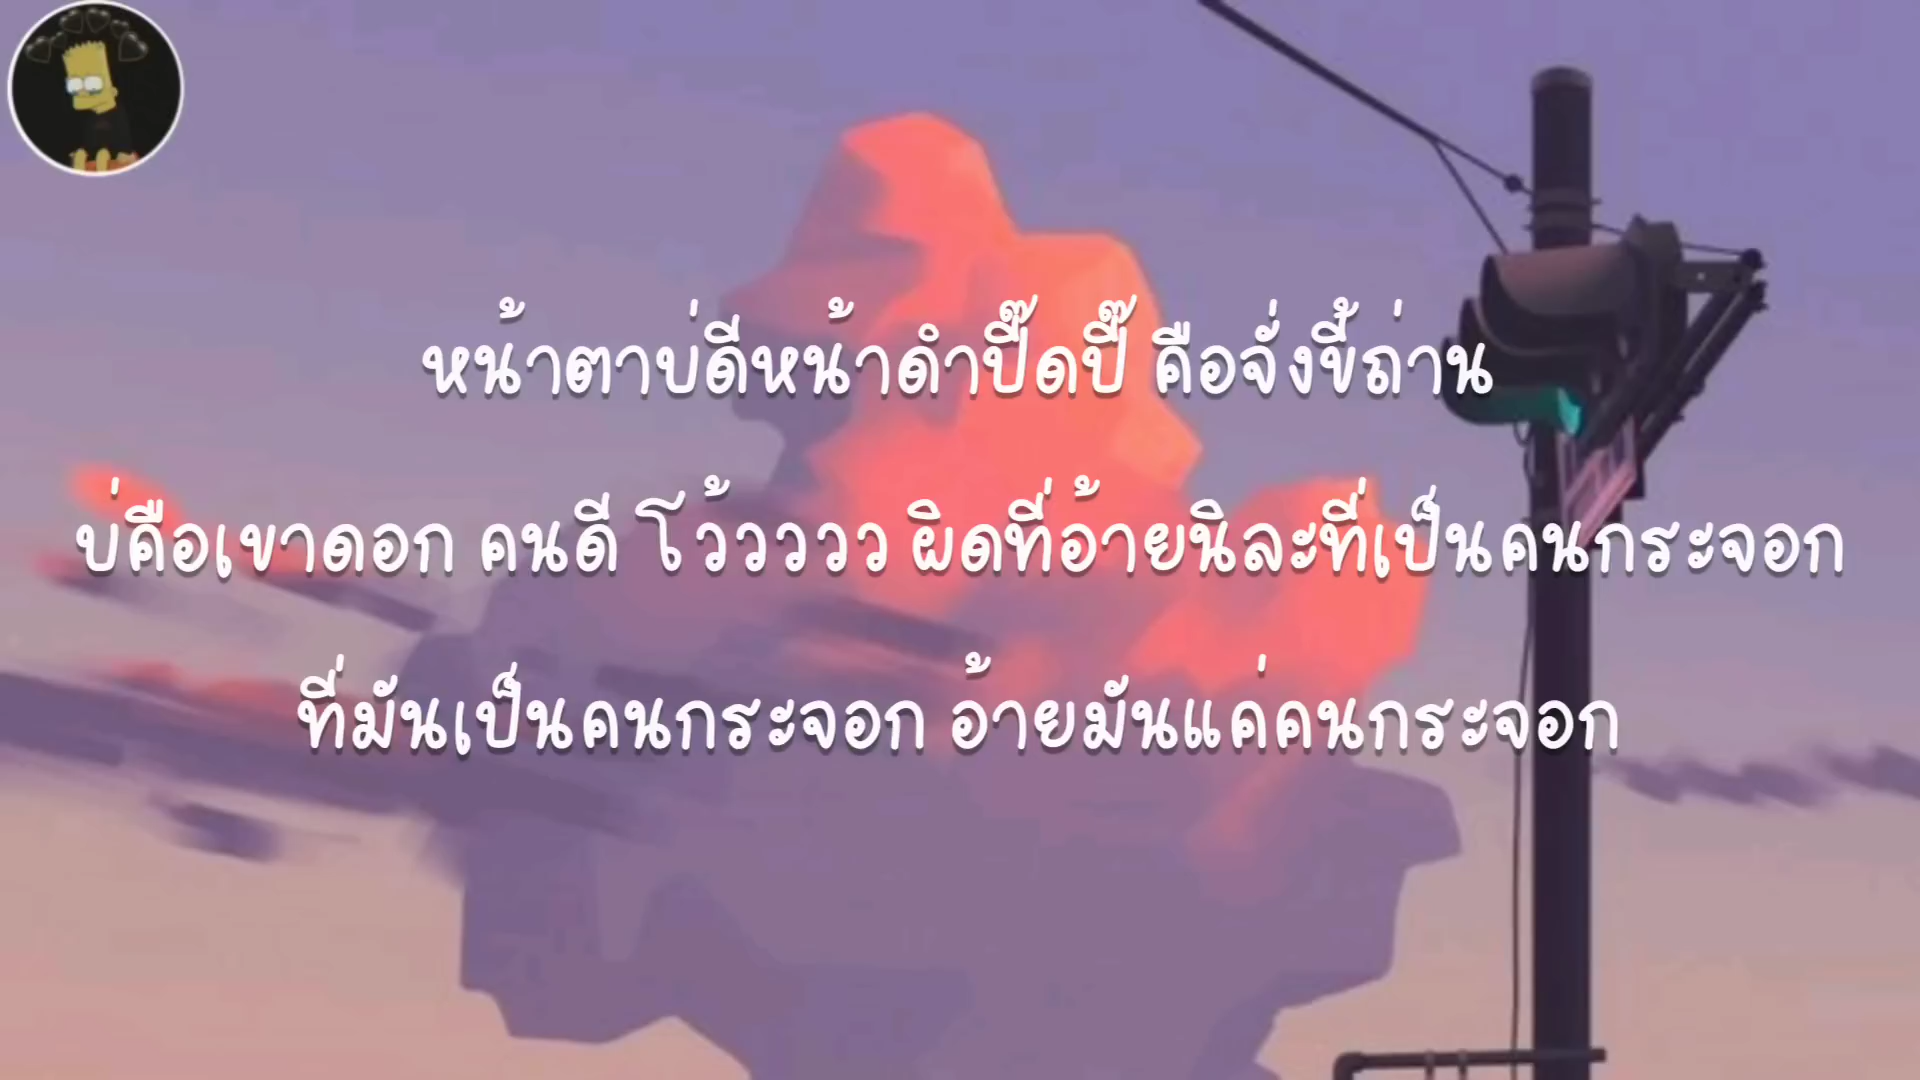 หน้าตาบ่ดีหน้าดำปี๊ดปี๊ คือจั่งขี้ถ่าน
บ่คือเขาดอก คนดี โว้ววววว ผิดที่อ้ายนิละที่เป็นคนกระจอก
ที่มันเป็นคนกระจอก อ้ายมันแค่คนกระจอก